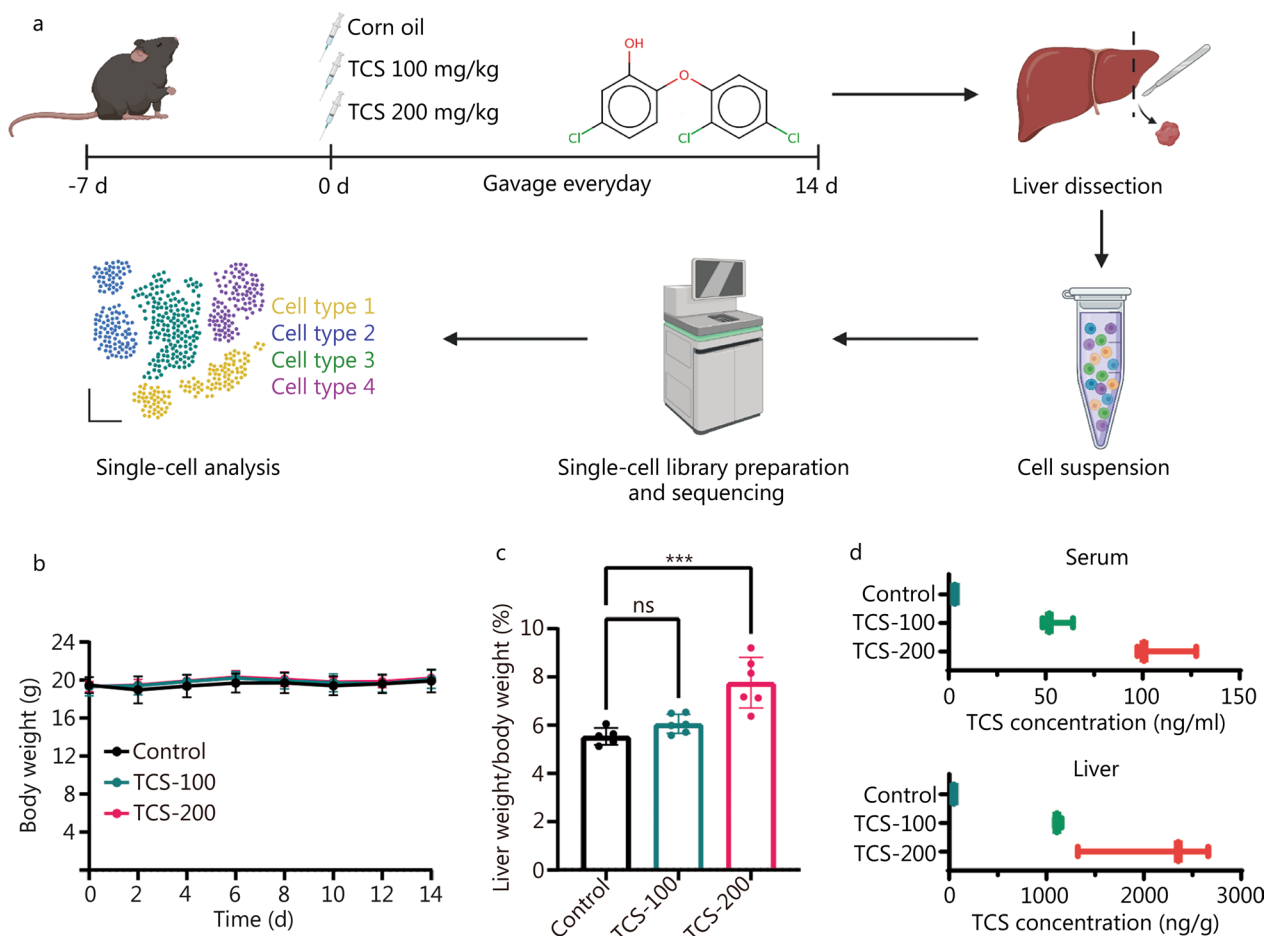 a
Corn oil
TCS 100 mg/kg
TCS 200 mg/kg
OH
O
Cl
Cl
Cl
-7 d
0 d
Gavage everyday
14 d
Liver dissection
Cell type 1
Cell type 2
Cell type 3
Cell type 4
Single-cell analysis
Single-cell library preparation
and sequencing
Cell suspension
b
Body weight (g)
24
20
16
12
8
4
Control
TCS-100
TCS-200
0
2
4
6
8
10
12
14
Time (d)
c
Liver weight/body weight (%)
***
ns
10
8
6
4
2
0
Control
TCS-100
TCS-200
d
Serum
Control
TCS-100
TCS-200
0
50
100
150
TCS concentration (ng/ml)
Liver
Control
TCS-100
TCS-200
0
1000
2000
3000
TCS concentration (ng/g)